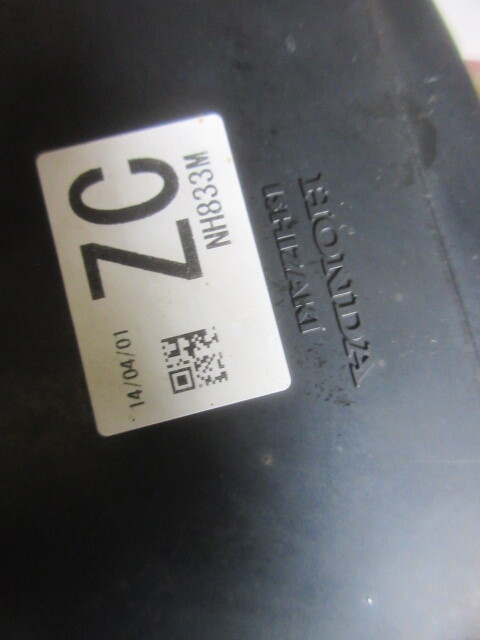 ZC
NH833M
14/04/01
HONDA
ISHIZAKI